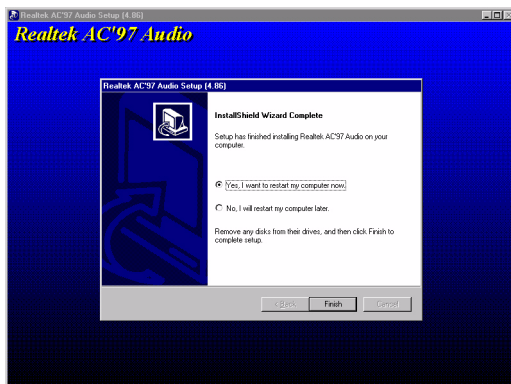 Realtek AC'97 Audio Setup (4.86)
Realtek AC'97 Audio
Realtek AC'97 Audio Setup (4.86)
InstallShield Wizard Complete
Setup has finished installing Realtek AC'97 Audio on your
computer.
Yes, I want to restart my computer now.
No, I will restart my computer later.
Remove any disks from their drives, and then click Finish to
complete setup.
< Back Finish Cancel